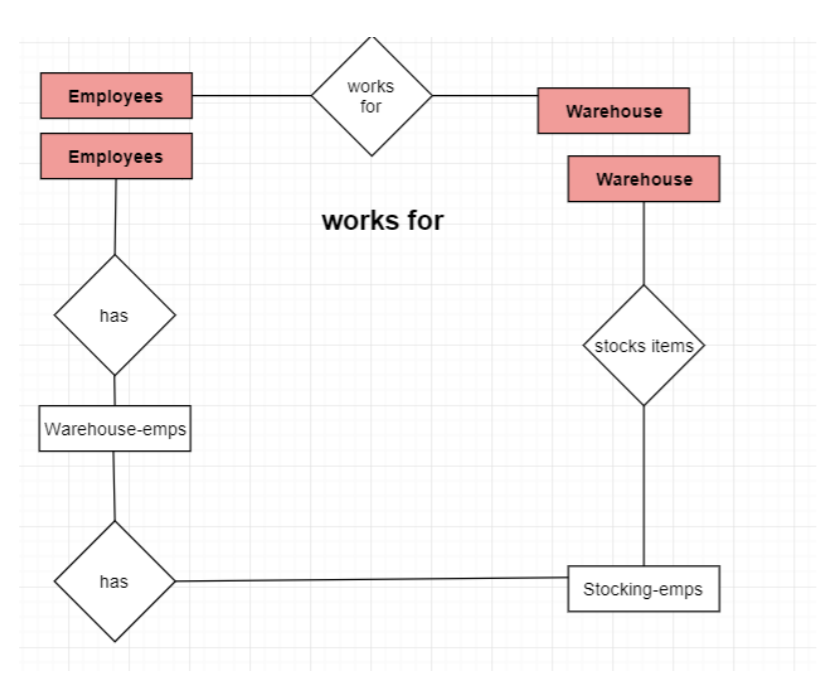 works
for
Employees
Warehouse
Employees
Warehouse
works for
has
stocks items
Warehouse-emps
has
Stocking-emps